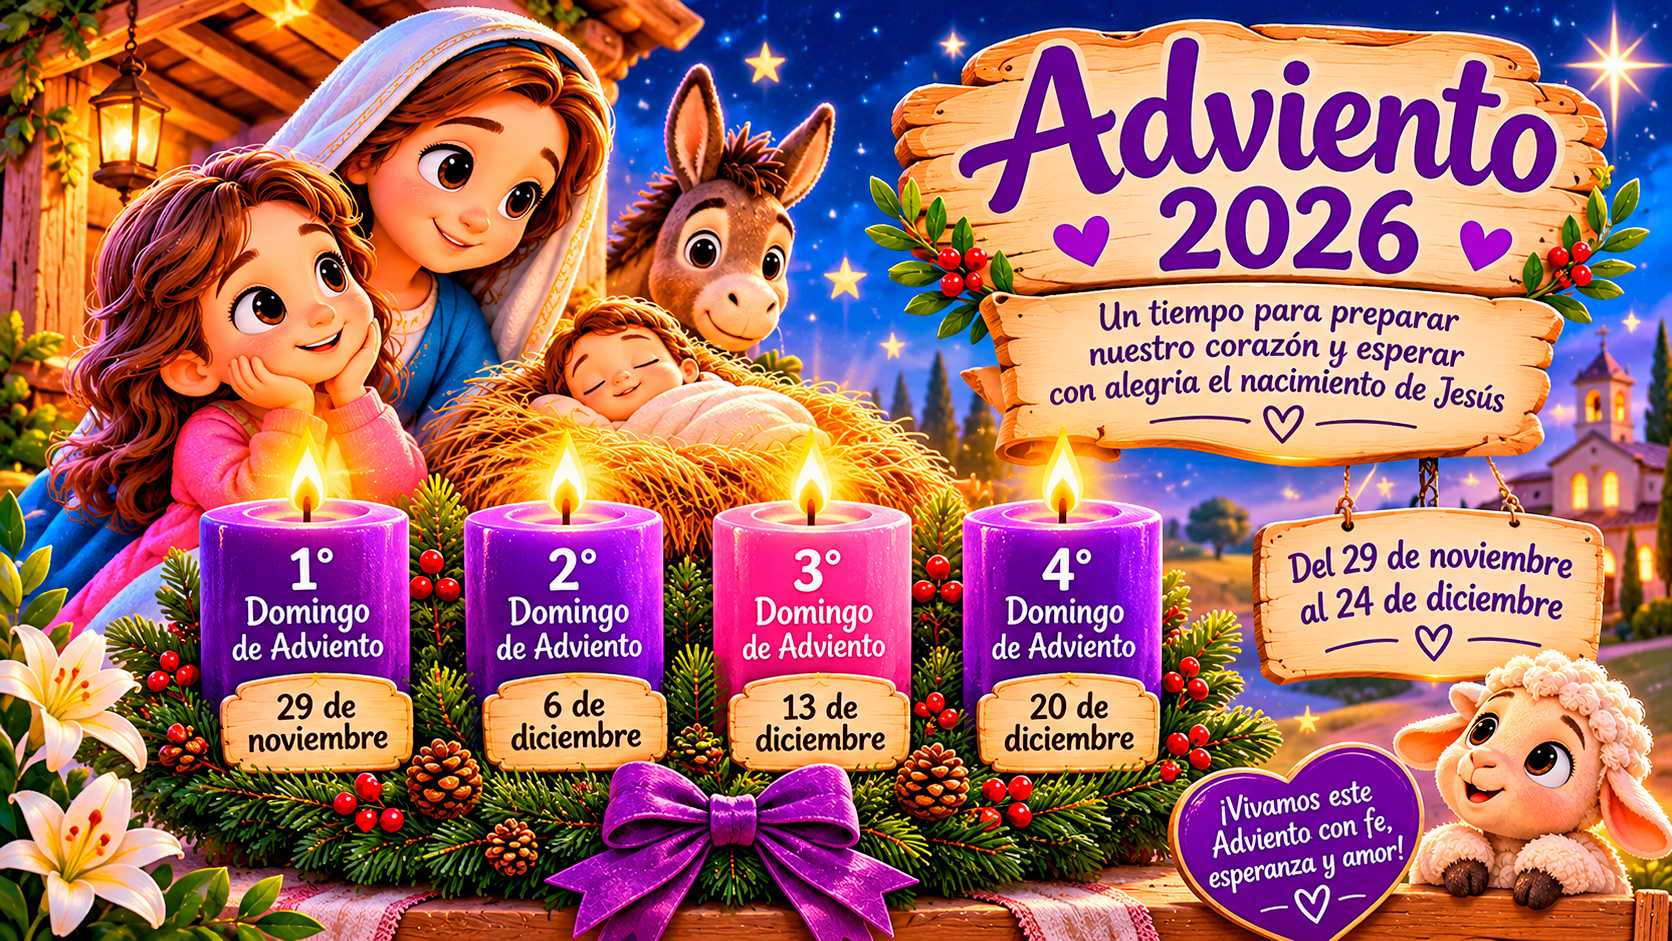 Adviento
2026
Un tiempo para preparar
nuestro corazón y esperar
con alegría el nacimiento de Jesús
Del 29 de noviembre
al 24 de diciembre
1°
Domingo
de Adviento
29 de
noviembre
2°
Domingo
de Adviento
6 de
diciembre
3°
Domingo
de Adviento
13 de
diciembre
4°
Domingo
de Adviento
20 de
diciembre
¡Vivamos este
Adviento con fe,
esperanza y amor!